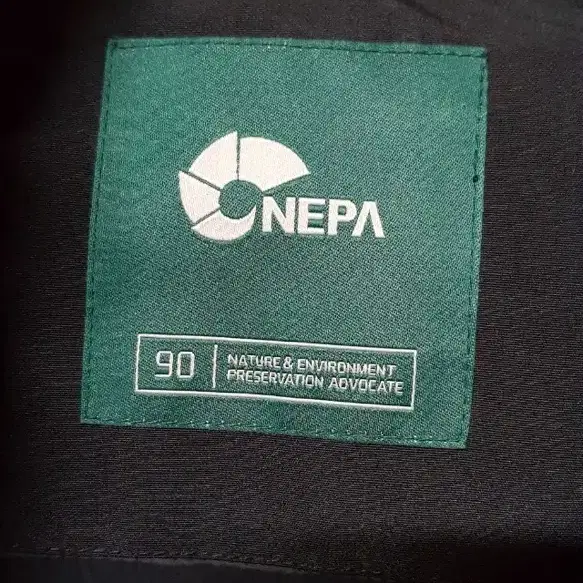 NEPA
90
NATURE & ENVIRONMENT
PRESERVATION ADVOCATE